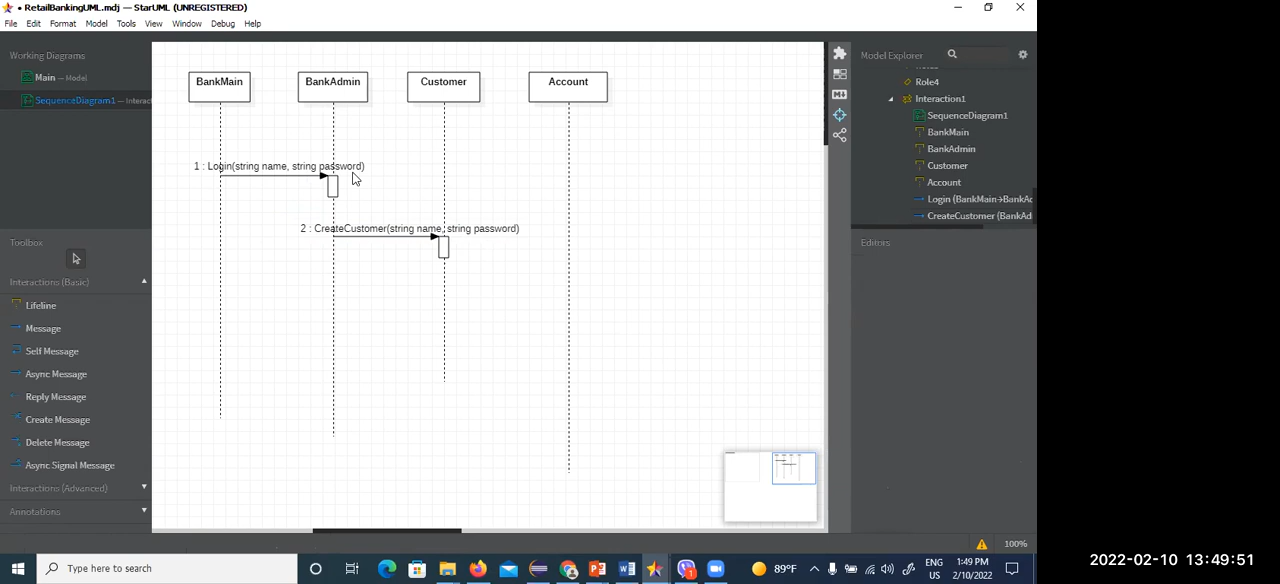 • RetailBankingUML.mdj — StarUML (UNREGISTERED)
File Edit Format Model Tools View Window Debug Help
Working Diagrams
Main — Model
SequenceDiagram1 — Interac
Toolbox
Interactions (Basic)
Lifeline
Message
Self Message
Async Message
Reply Message
Create Message
Delete Message
Async Signal Message
Interactions (Advanced)
Annotations
BankMain BankAdmin Customer Account
1 : Login(string name, string password)
2 : CreateCustomer(string name, string password)
Model Explorer
Role4
Interaction1
SequenceDiagram1
BankMain
BankAdmin
Customer
Account
Login (BankMain→BankAc
CreateCustomer (BankAd
Editors
100%
Type here to search
1
89°F
ENG
US
1:49 PM
2/10/2022
2022-02-10 13:49:51